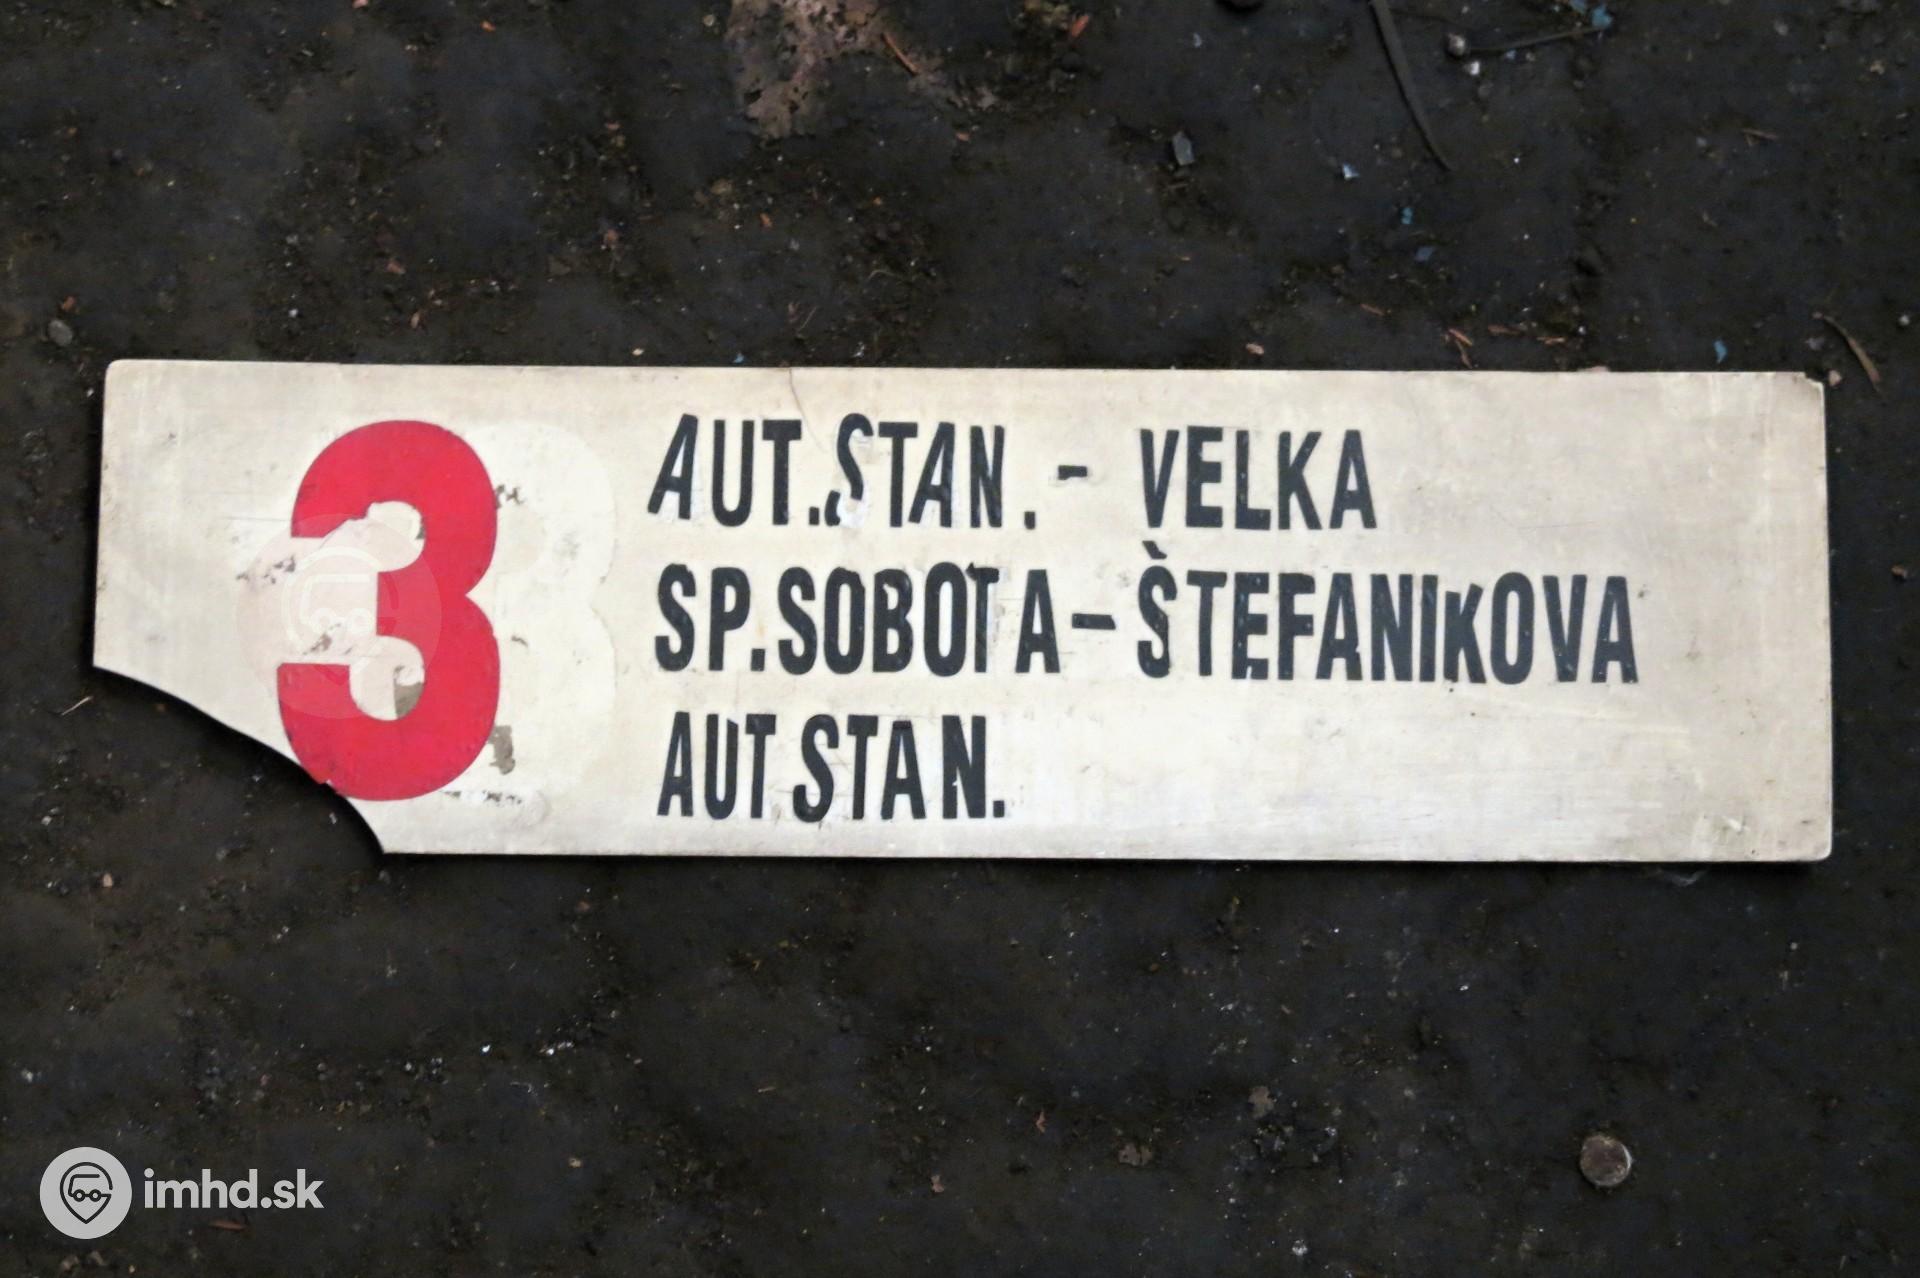 3
AUT.STAN. - VELKA
SP.SOBOTA-ŠTEFANIKOVA
AUT STAN.
imhd.sk